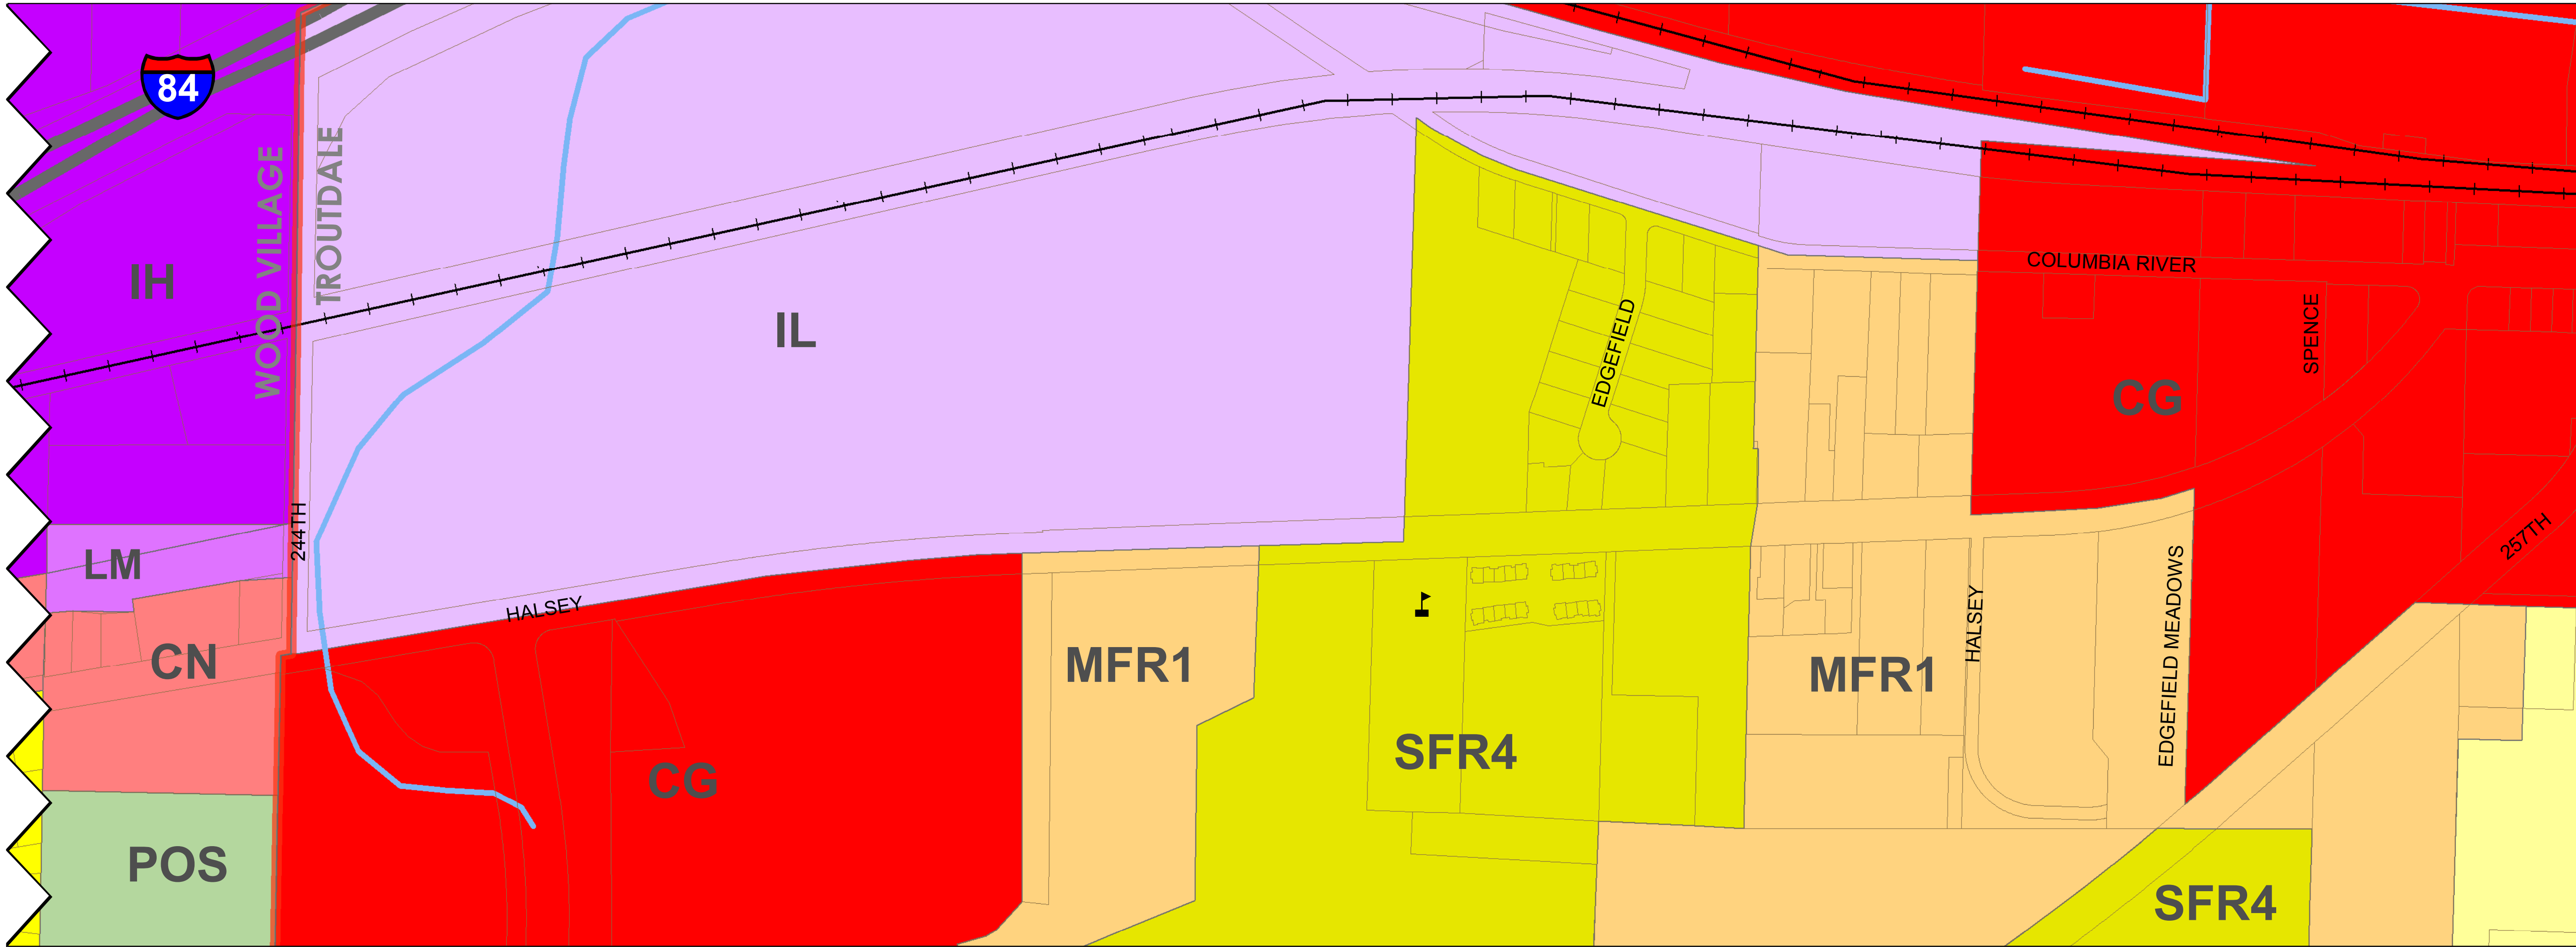 84
WOOD VILLAGE
TROUTDALE
IH
IL
COLUMBIA RIVER
EDGEFIELD
SPENCE
CG
244TH
LM
HALSEY
257TH
CN
MFR1
MFR1
HALSEY
EDGEFIELD MEADOWS
SFR4
CG
POS
SFR4